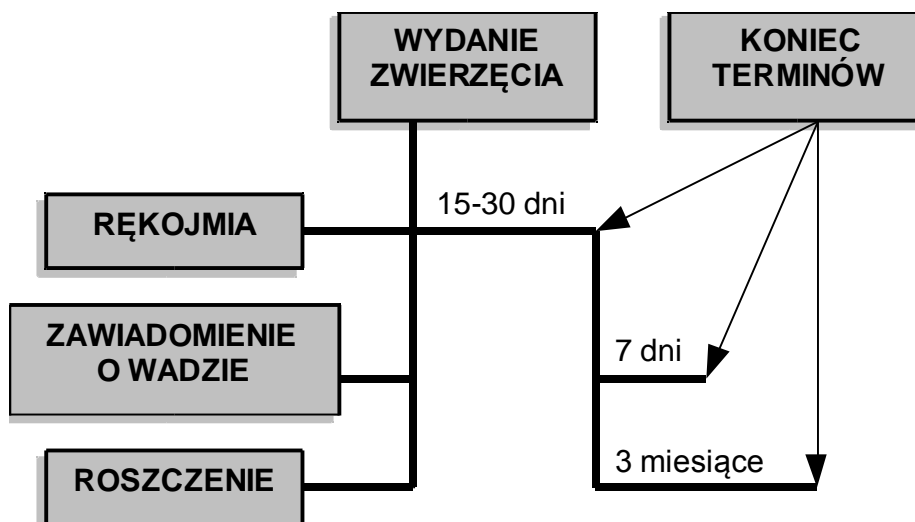 WYDANIE
ZWIERZĘCIA
KONIEC
TERMINÓW
15-30 dni
RĘKOJMIA
ZAWIADOMIENIE
O WADZIE
7 dni
3 miesiące
ROSZCZENIE